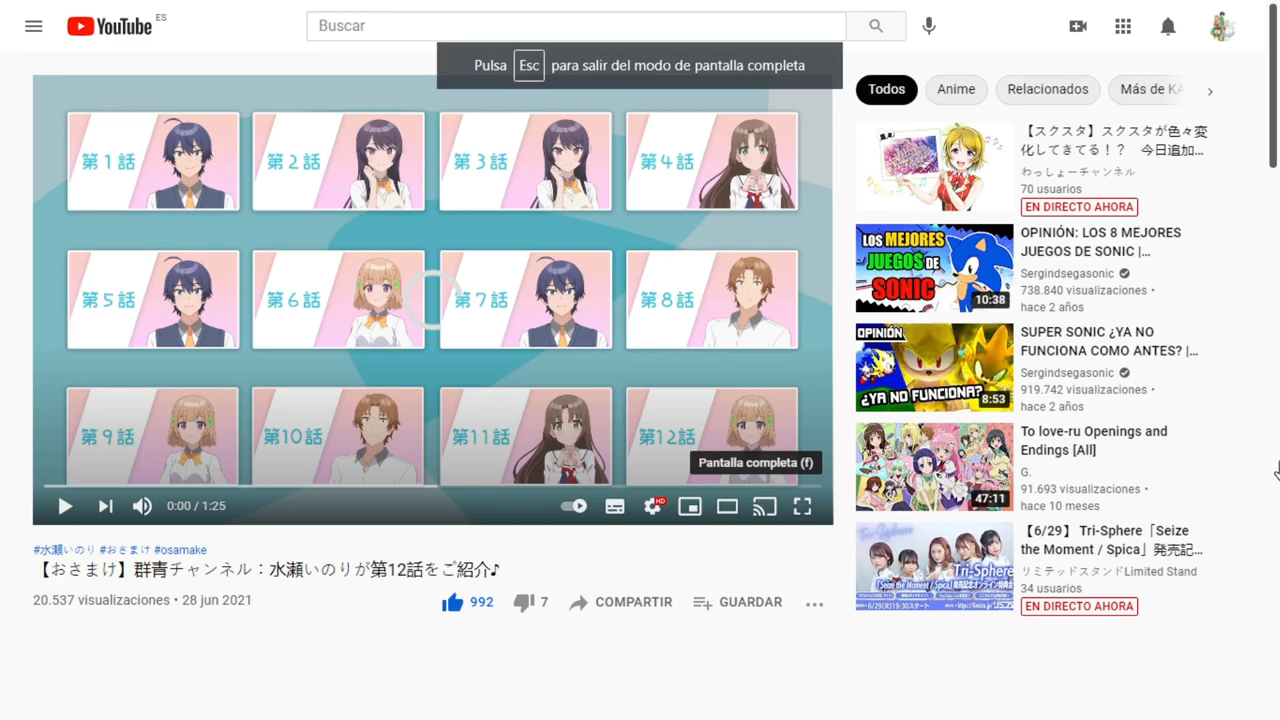 YouTube ES
Buscar
Pulsa Esc para salir del modo de pantalla completa
第1話
第2話
第3話
第4話
第5話
第6話
第7話
第8話
第9話
第10話
第11話
第12話
Pantalla completa (f)
0:00 / 1:25
HD
#水瀬いのり #おさまけ #osamake
【おさまけ】群青チャンネル：水瀬いのりが第12話をご紹介♪
20.537 visualizaciones • 28 jun 2021
992
7
COMPARTIR
GUARDAR
Todos
Anime
Relacionados
Más de KA
【スクスタ】スクスタが色々変
化してきてる！？ 今日追加...
わっしょーチャンネル
70 usuarios
EN DIRECTO AHORA
LOS MEJORES
JUEGOS DE
SONIC
10:38
OPINIÓN: LOS 8 MEJORES
JUEGOS DE SONIC |...
Sergindsegasonic
738.840 visualizaciones •
hace 2 años
OPINIÓN
¿YA NO FUNCIONA?
8:53
SUPER SONIC ¿YA NO
FUNCIONA COMO ANTES? |...
Sergindsegasonic
919.742 visualizaciones •
hace 2 años
47:11
To love-ru Openings and
Endings [All]
G.
91.693 visualizaciones •
hace 10 meses
Tri-Sphere
【6/29】 Tri-Sphere「Seize
the Moment / Spica」発売記...
リミテッドスタンドLimited Stand
34 usuarios
EN DIRECTO AHORA